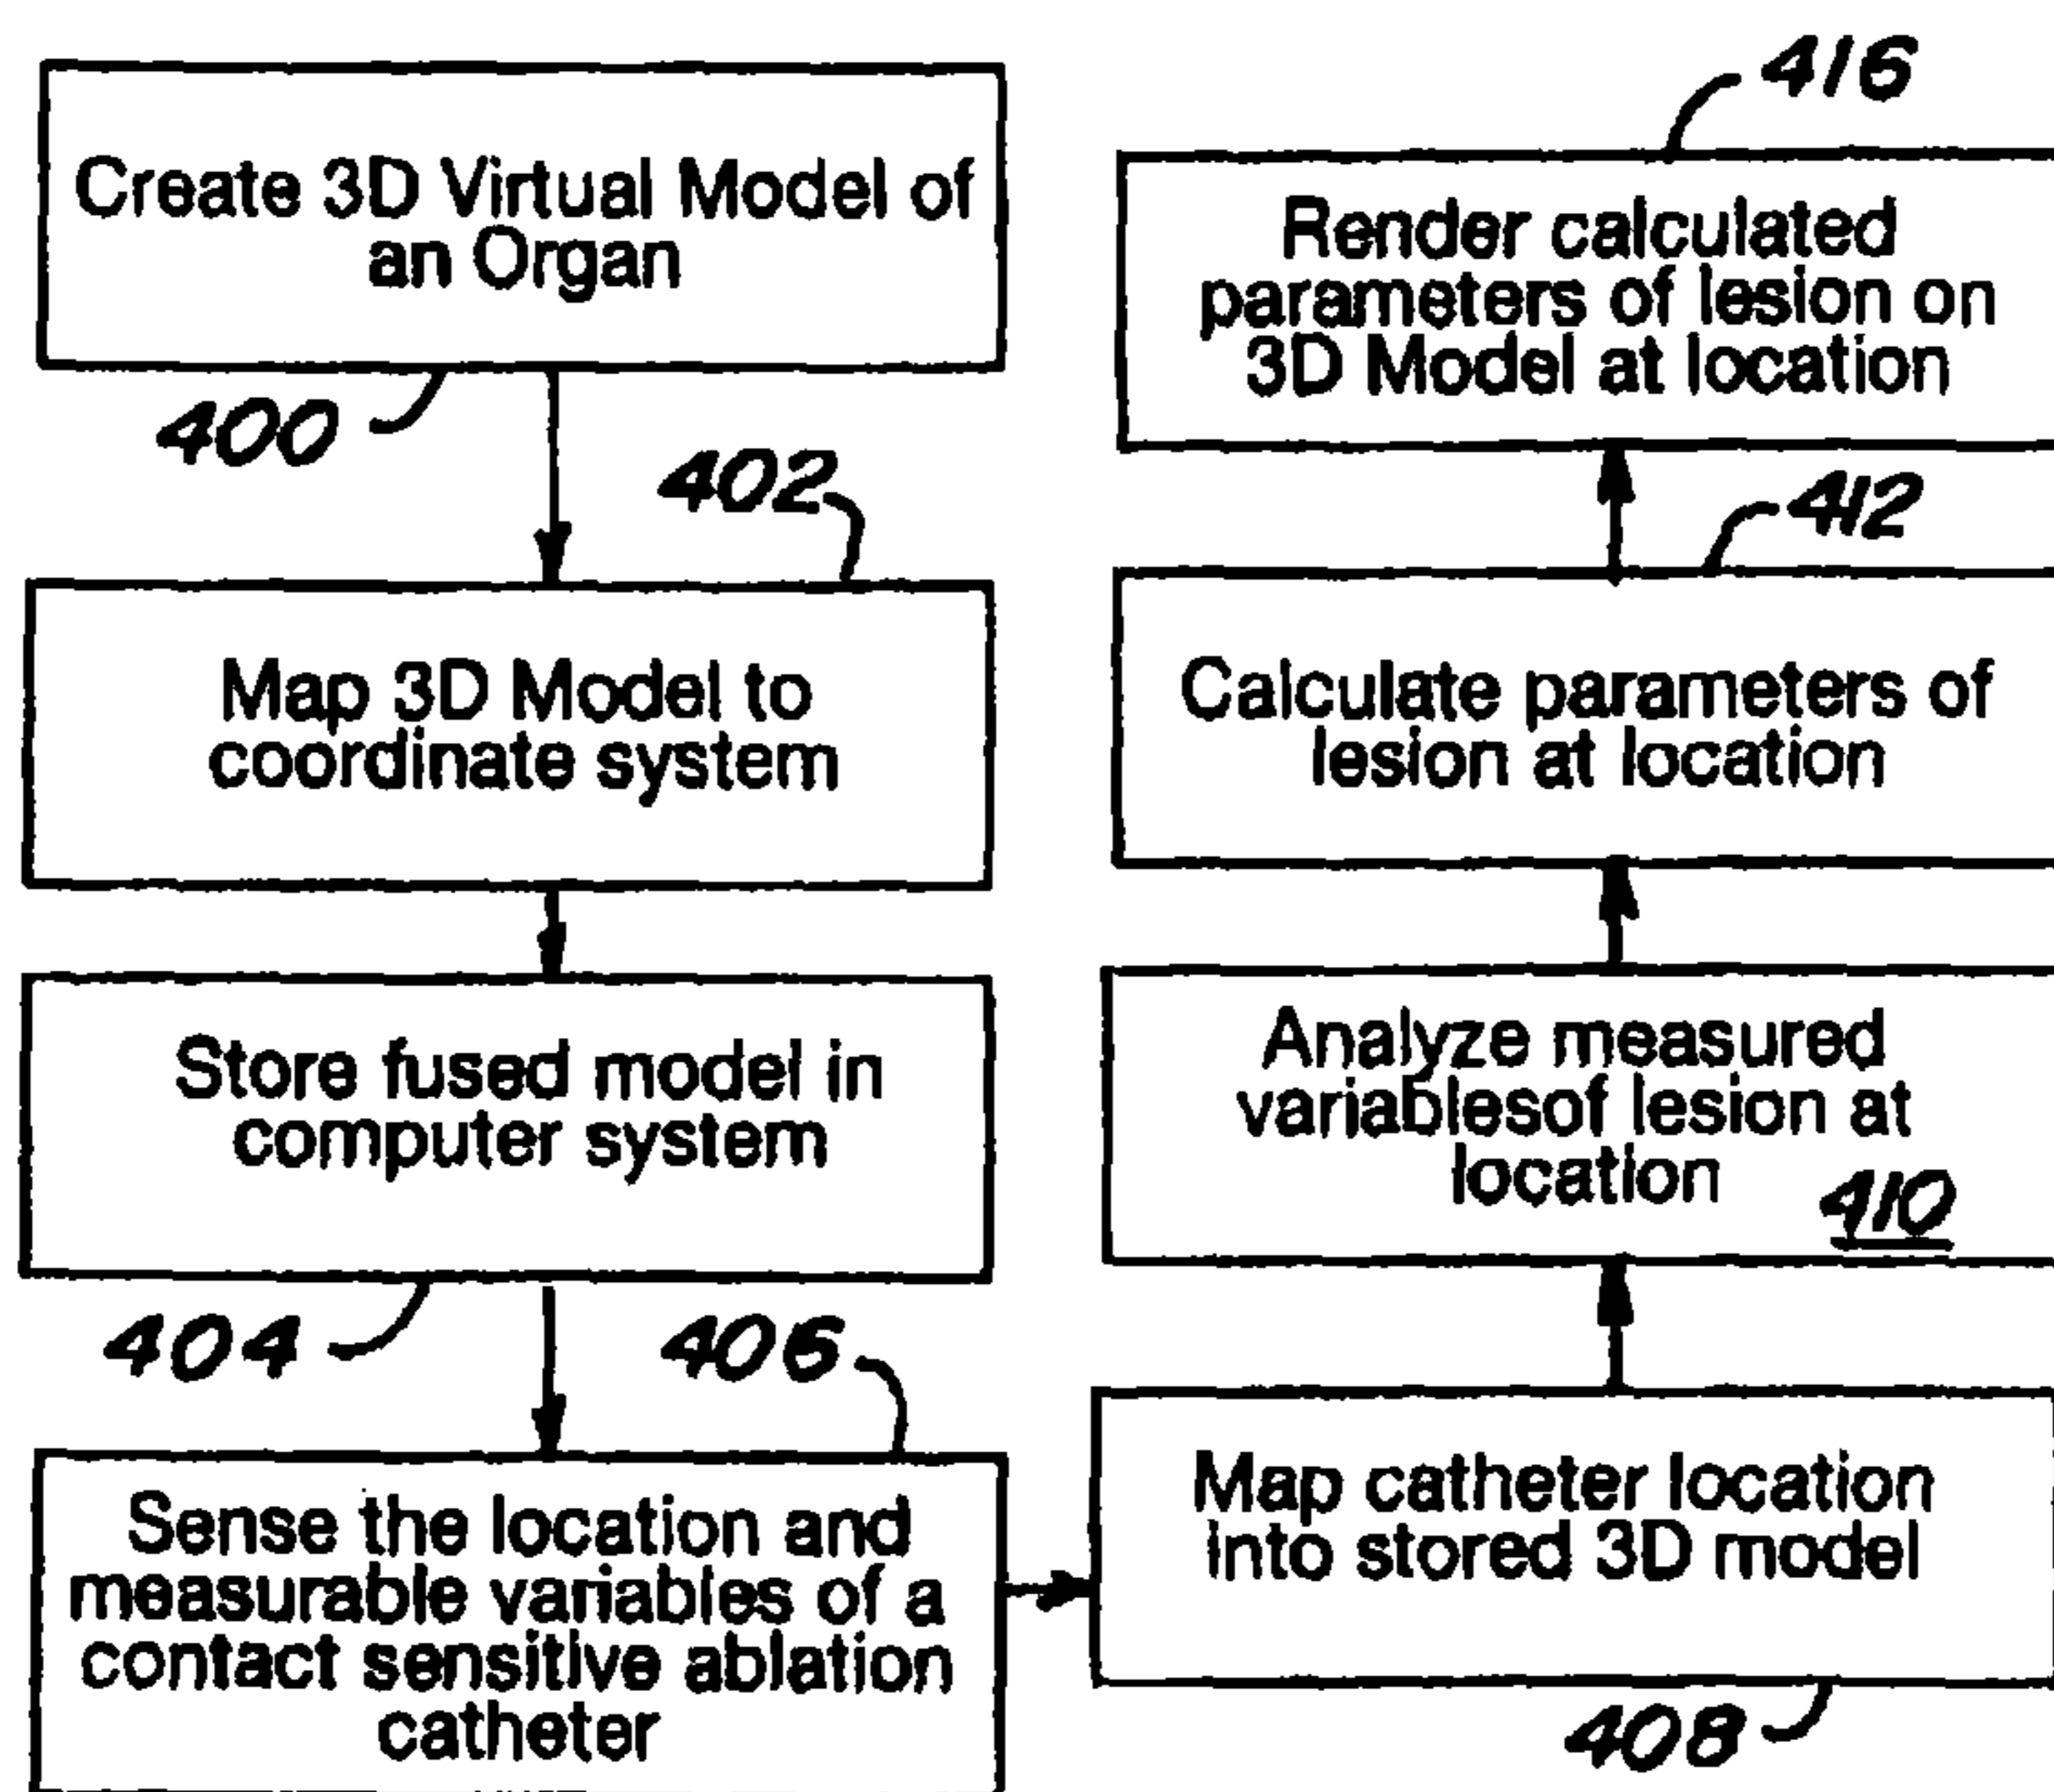 Create 3D Virtual Model of
an Organ
400
402
Map 3D Model to
coordinate system
Store fused model in
computer system
404
406
Sense the location and
measurable variables of a
contact sensitive ablation
catheter
416
Render calculated
parameters of lesion on
3D Model at location
412
Calculate parameters of
lesion at location
Analyze measured
variablesof lesion at
location
410
Map catheter location
into stored 3D model
408